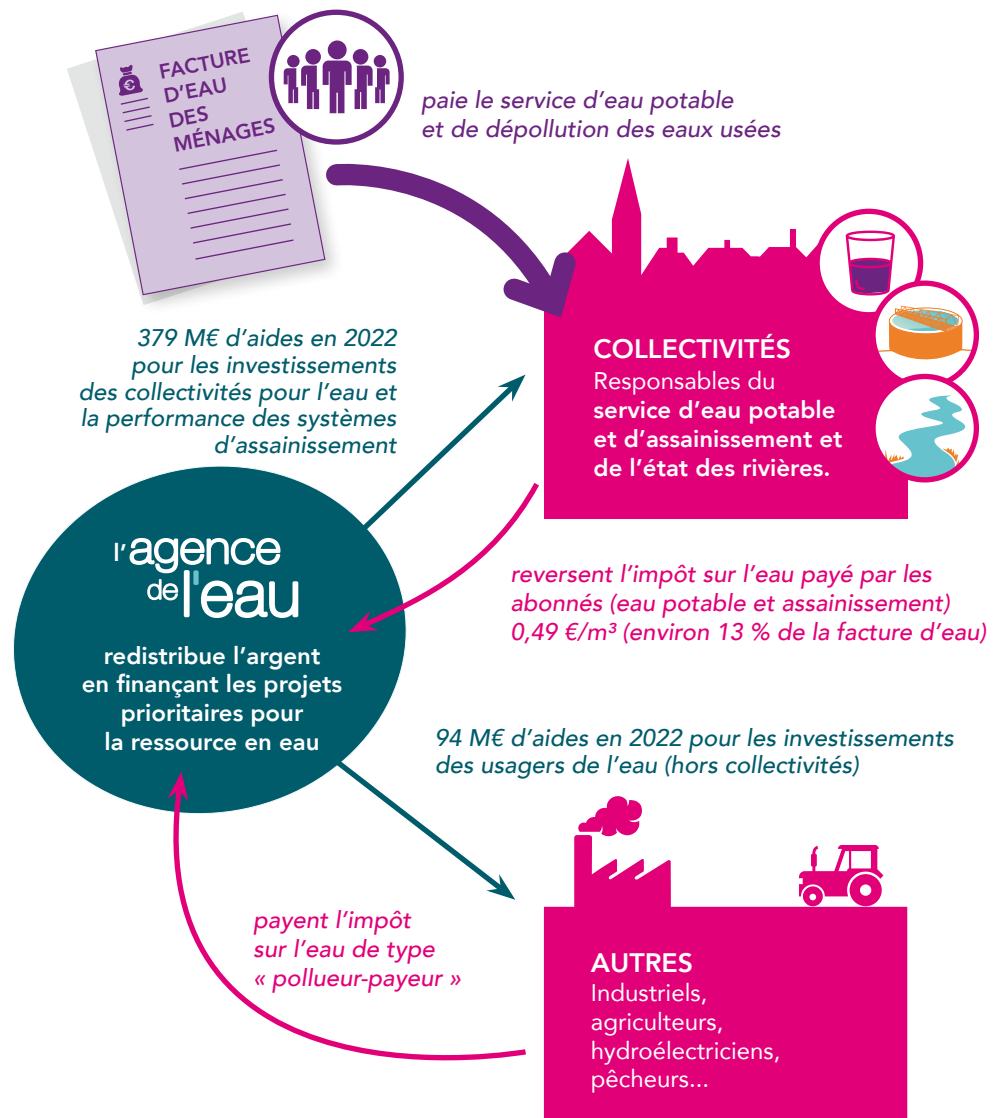 FACTURE
D'EAU
DES
MÉNAGES
paie le service d'eau potable
et de dépollution des eaux usées
379 M€ d'aides en 2022
pour les investissements
des collectivités pour l'eau et
la performance des systèmes
d'assainissement
COLLECTIVITÉS
Responsables du
service d'eau potable
et d'assainissement et
de l'état des rivières.
l'agence
de l'eau
redistribue l'argent
en finançant les projets
prioritaires pour
la ressource en eau
reversent l'impôt sur l'eau payé par les
abonnés (eau potable et assainissement)
0,49 €/m³ (environ 13 % de la facture d'eau)
94 M€ d'aides en 2022 pour les investissements
des usagers de l'eau (hors collectivités)
payent l'impôt
sur l'eau de type
« pollueur-payeur »
AUTRES
Industriels,
agriculteurs,
hydroélectriciens,
pêcheurs...